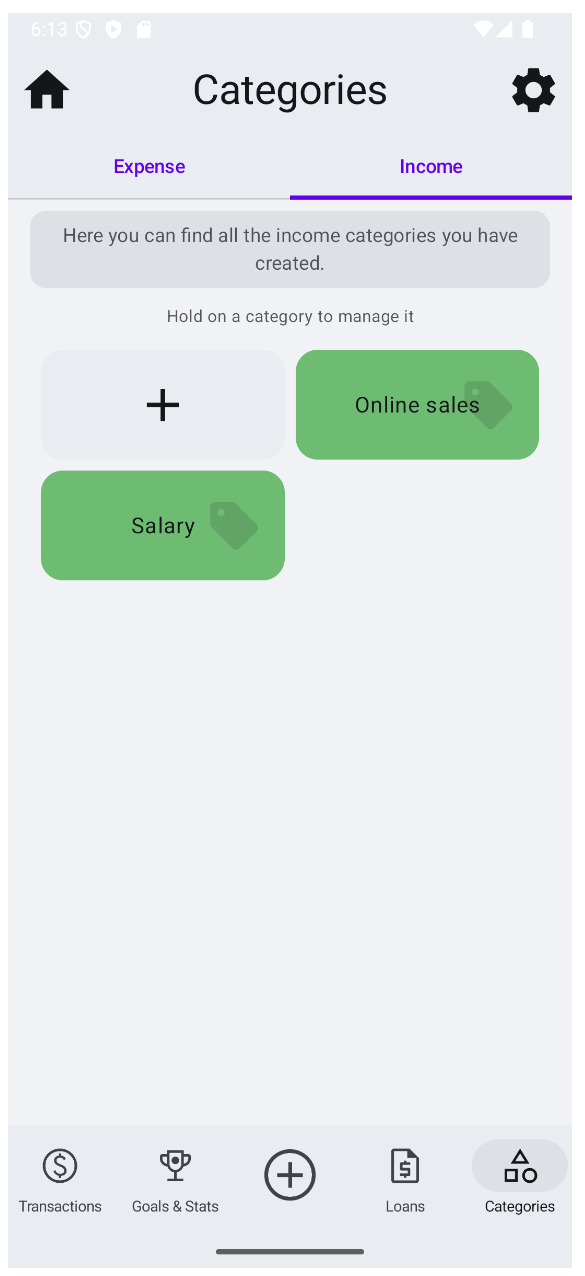 6:13
Categories
Expense
Income
Here you can find all the income categories you have
created.
Hold on a category to manage it
Online sales
Salary
Transactions
Goals & Stats
Loans
Categories